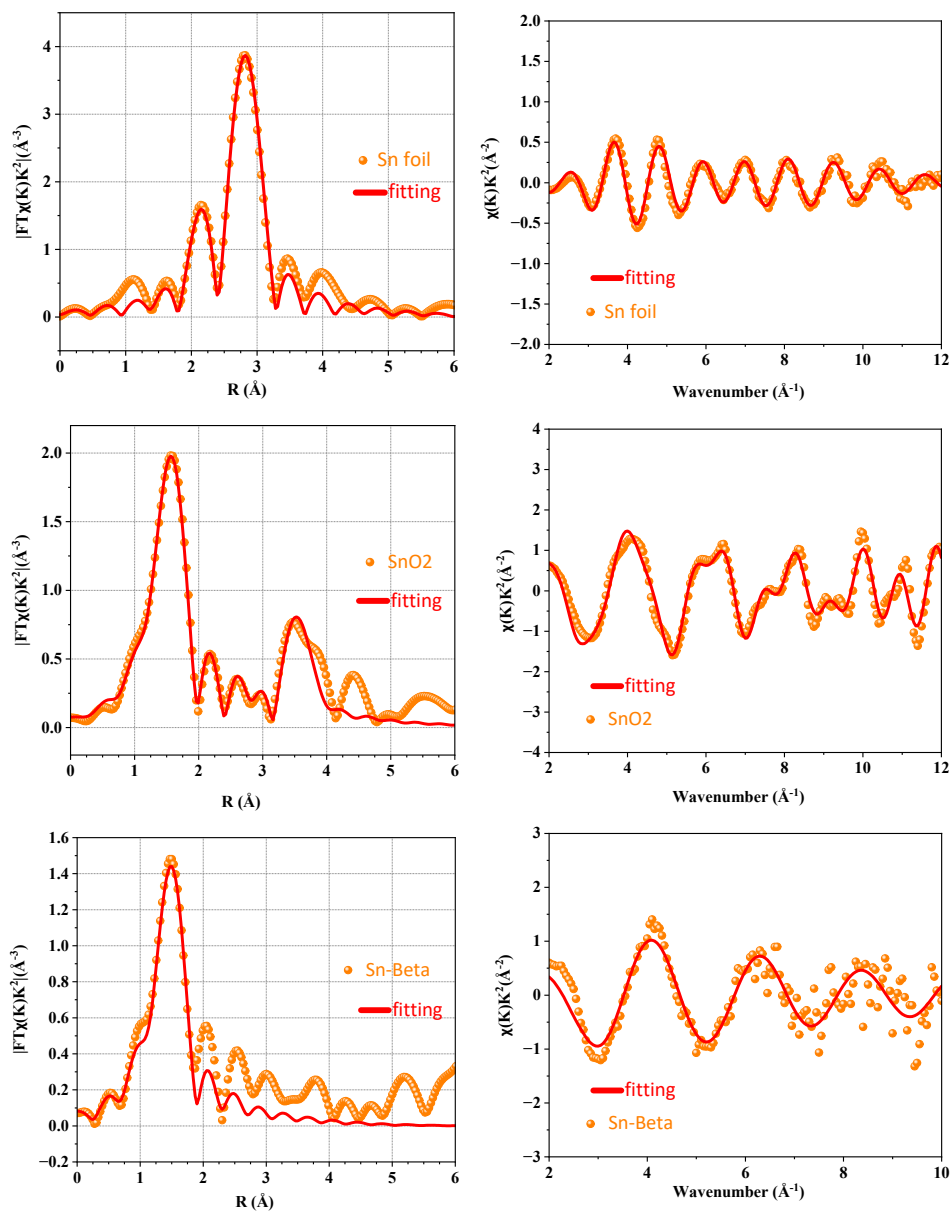 |FTχ(K)K²|(Å⁻³)
4
3
2
1
0
Sn foil
fitting
0 1 2 3 4 5 6
R (Å)
χ(K)K²(Å⁻²)
2.0
1.5
1.0
0.5
0.0
−0.5
−1.0
−1.5
−2.0
fitting
Sn foil
2 4 6 8 10 12
Wavenumber (Å⁻¹)
|FTχ(K)K²|(Å⁻³)
2.0
1.5
1.0
0.5
0.0
SnO2
fitting
0 1 2 3 4 5 6
R (Å)
χ(K)K²(Å⁻²)
4
3
2
1
0
−1
−2
−3
−4
fitting
SnO2
2 4 6 8 10 12
Wavenumber (Å⁻¹)
|FTχ(K)K²|(Å⁻³)
1.6
1.4
1.2
1.0
0.8
0.6
0.4
0.2
0.0
−0.2
Sn-Beta
fitting
0 1 2 3 4 5 6
R (Å)
χ(K)K²(Å⁻²)
3
2
1
0
−1
−2
−3
fitting
Sn-Beta
2 4 6 8 10
Wavenumber (Å⁻¹)